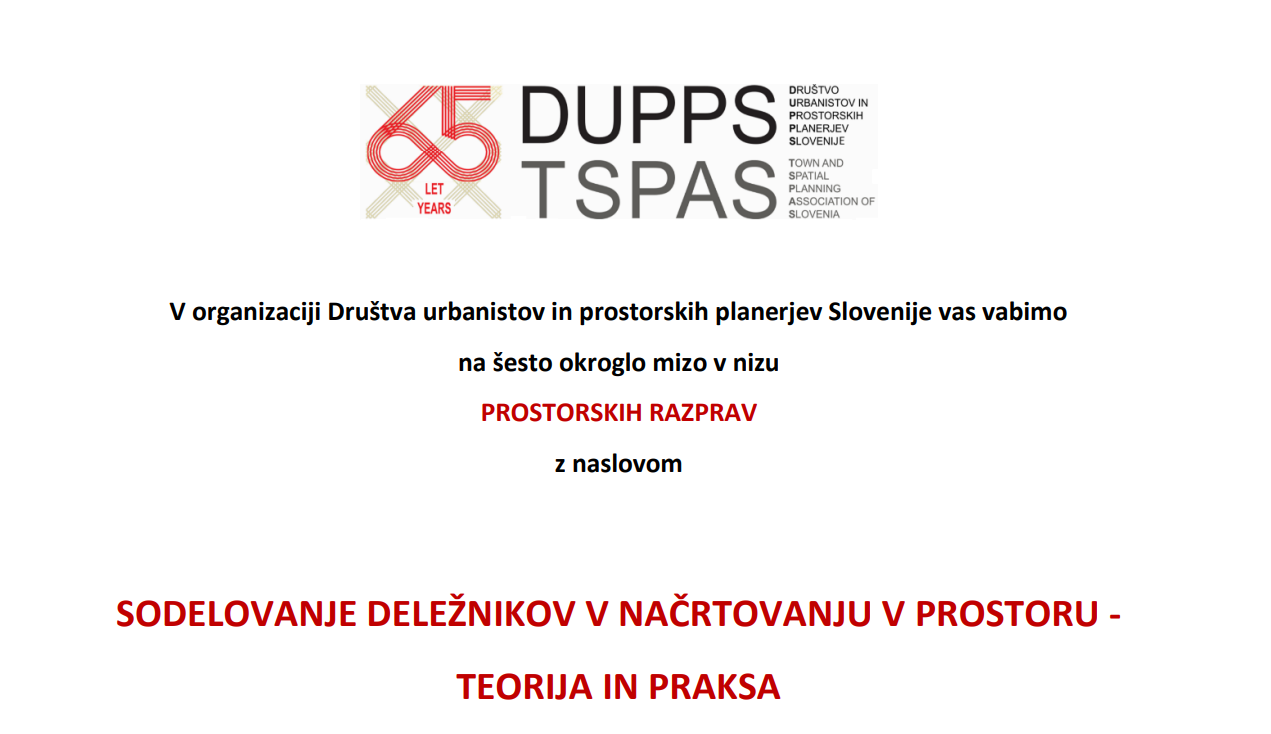 65
LET
YEARS
DUPPS
TSPAS
DRUŠTVO
URBANISTOV IN
PROSTORSKIH
PLANERJEV
SLOVENIJE
TOWN AND
SPATIAL
PLANNING
ASSOCIATION OF
SLOVENIA
V organizaciji Društva urbanistov in prostorskih planerjev Slovenije vas vabimo
na šesto okroglo mizo v nizu
PROSTORSKIH RAZPRAV
z naslovom
SODELOVANJE DELEŽNIKOV V NAČRTOVANJU V PROSTORU -
TEORIJA IN PRAKSA